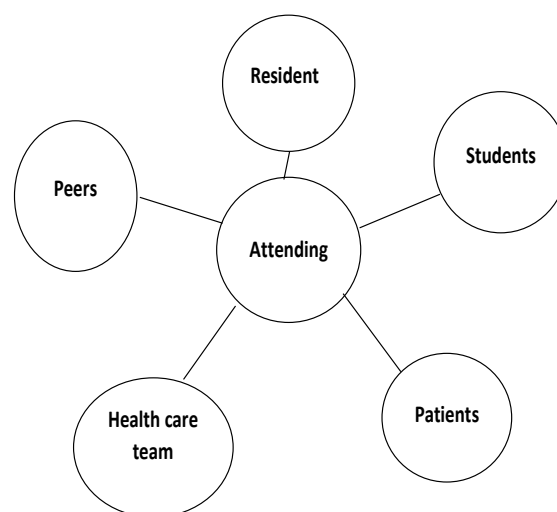 Resident
Students
Peers
Attending
Health care
team
Patients